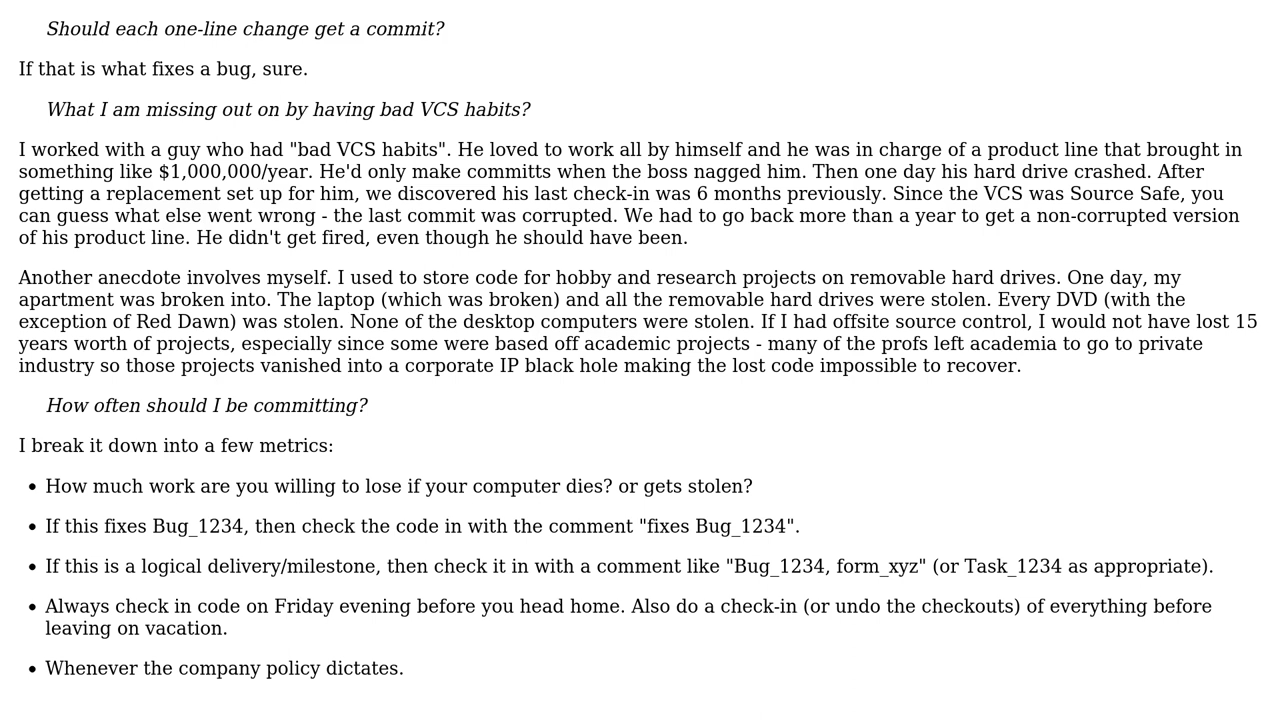 Should each one-line change get a commit?
If that is what fixes a bug, sure.
What I am missing out on by having bad VCS habits?
I worked with a guy who had "bad VCS habits". He loved to work all by himself and he was in charge of a product line that brought in
something like $1,000,000/year. He'd only make committs when the boss nagged him. Then one day his hard drive crashed. After
getting a replacement set up for him, we discovered his last check-in was 6 months previously. Since the VCS was Source Safe, you
can guess what else went wrong - the last commit was corrupted. We had to go back more than a year to get a non-corrupted version
of his product line. He didn't get fired, even though he should have been.
Another anecdote involves myself. I used to store code for hobby and research projects on removable hard drives. One day, my
apartment was broken into. The laptop (which was broken) and all the removable hard drives were stolen. Every DVD (with the
exception of Red Dawn) was stolen. None of the desktop computers were stolen. If I had offsite source control, I would not have lost 15
years worth of projects, especially since some were based off academic projects - many of the profs left academia to go to private
industry so those projects vanished into a corporate IP black hole making the lost code impossible to recover.
How often should I be committing?
I break it down into a few metrics:
• How much work are you willing to lose if your computer dies? or gets stolen?
• If this fixes Bug_1234, then check the code in with the comment "fixes Bug_1234".
• If this is a logical delivery/milestone, then check it in with a comment like "Bug_1234, form_xyz" (or Task_1234 as appropriate).
• Always check in code on Friday evening before you head home. Also do a check-in (or undo the checkouts) of everything before
leaving on vacation.
• Whenever the company policy dictates.